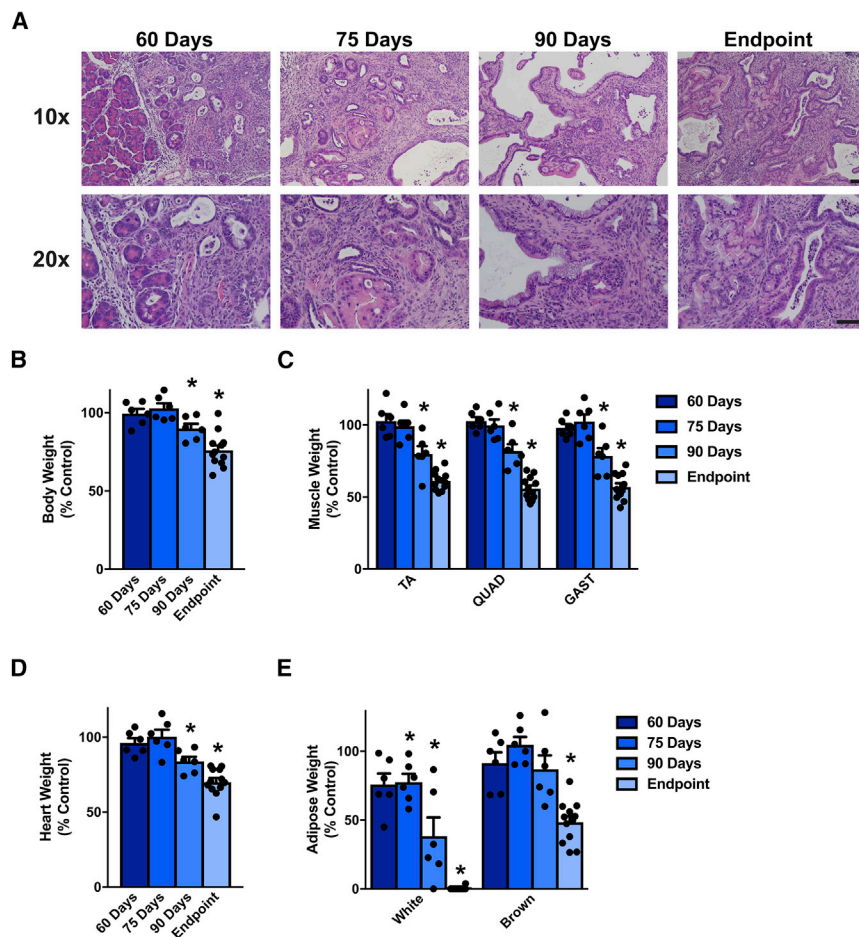 A
60 Days
75 Days
90 Days
Endpoint
10x
20x
B
Body Weight
(% Control)
100
50
0
60 Days
75 Days
90 Days
Endpoint
*
*
C
Muscle Weight
(% Control)
100
50
0
TA
QUAD
GAST
*
*
*
*
*
*
60 Days
75 Days
90 Days
Endpoint
D
Heart Weight
(% Control)
100
50
0
60 Days
75 Days
90 Days
Endpoint
*
*
E
Adipose Weight
(% Control)
100
50
0
White
Brown
*
*
*
*
60 Days
75 Days
90 Days
Endpoint